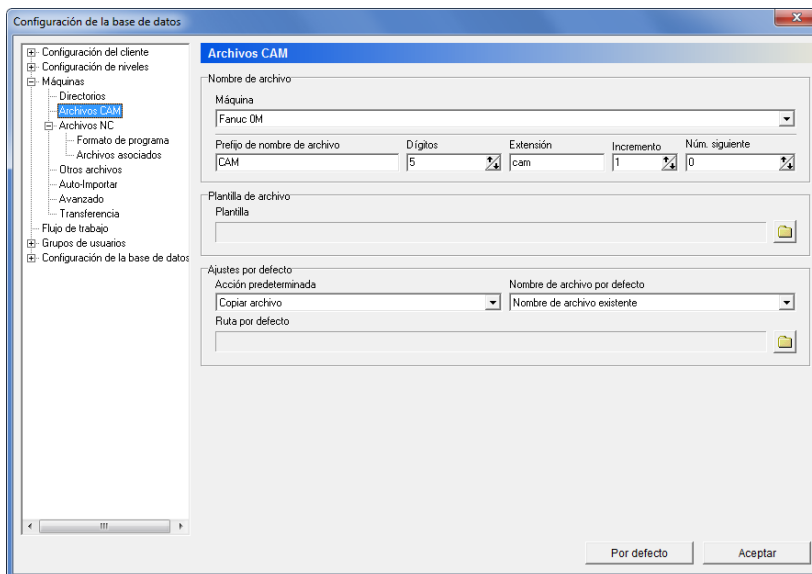 Configuración de la base de datos
Configuración del cliente
Configuración de niveles
Máquinas
Directorios
Archivos CAM
Archivos NC
Formato de programa
Archivos asociados
Otros archivos
Auto-Importar
Avanzado
Transferencia
Flujo de trabajo
Grupos de usuarios
Configuración de la base de datos
Archivos CAM
Nombre de archivo
Máquina
Fanuc 0M
Prefijo de nombre de archivo Dígitos Extensión Incremento Núm. siguiente
CAM 5 cam 1 0
Plantilla de archivo
Plantilla
Ajustes por defecto
Acción predeterminada Nombre de archivo por defecto
Copiar archivo Nombre de archivo existente
Ruta por defecto
Por defecto Aceptar